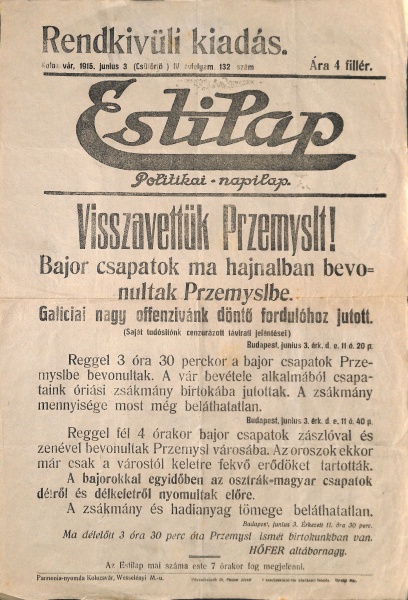 Rendkivüli kiadás.
vár, 1915. junius 3 IV évfolyam. 132 szám Ára 4 fillér.
Estilap
Politikai - napilap.
Visszavettük Przemyslt!
Bajor csapatok ma hajnalban bevo=
nultak Przemyslbe.
Galiciai nagy offenzivánk döntő fordulóhoz jutott.
(Saját tudósitónk cenzurázott távirati jelentései)
Budapest, junius 3. érk. d. e. 11 ó. 20 p.
Reggel 3 óra 30 perckor a bajor csapatok Prze-
myslbe bevonultak. A vár bevétele alkalmából csapa-
taink óriási zsákmány birtokába jutottak. A zsákmány
mennyisége most még beláthatatlan.
Budapest, junius 3. érk. d. e. 11 ó. 40 p.
Reggel fél 4 órakor bajor csapatok zászlóval és
zenével bevonultak Przemysl városába. Az oroszok ekkor
már csak a várostól keletre fekvő erődöket tartották.
A bajorokkal egyidőben az osztrák-magyar csapatok
délről és délkeletről nyomultak előre.
A zsákmány és hadianyag tömege beláthatatlan.
Budapest, junius 3. Érkezett 11. óra 30 perc.
Ma délelőtt 3 óra 30 perc óta Przemysl ismét birtokunkban van.
HÖFER altábornagy.
Az Estilap mai száma este 7 órakor fog megjelenni.
Parmonia-nyomda Kolozsvár, Wesselényi M.-u.